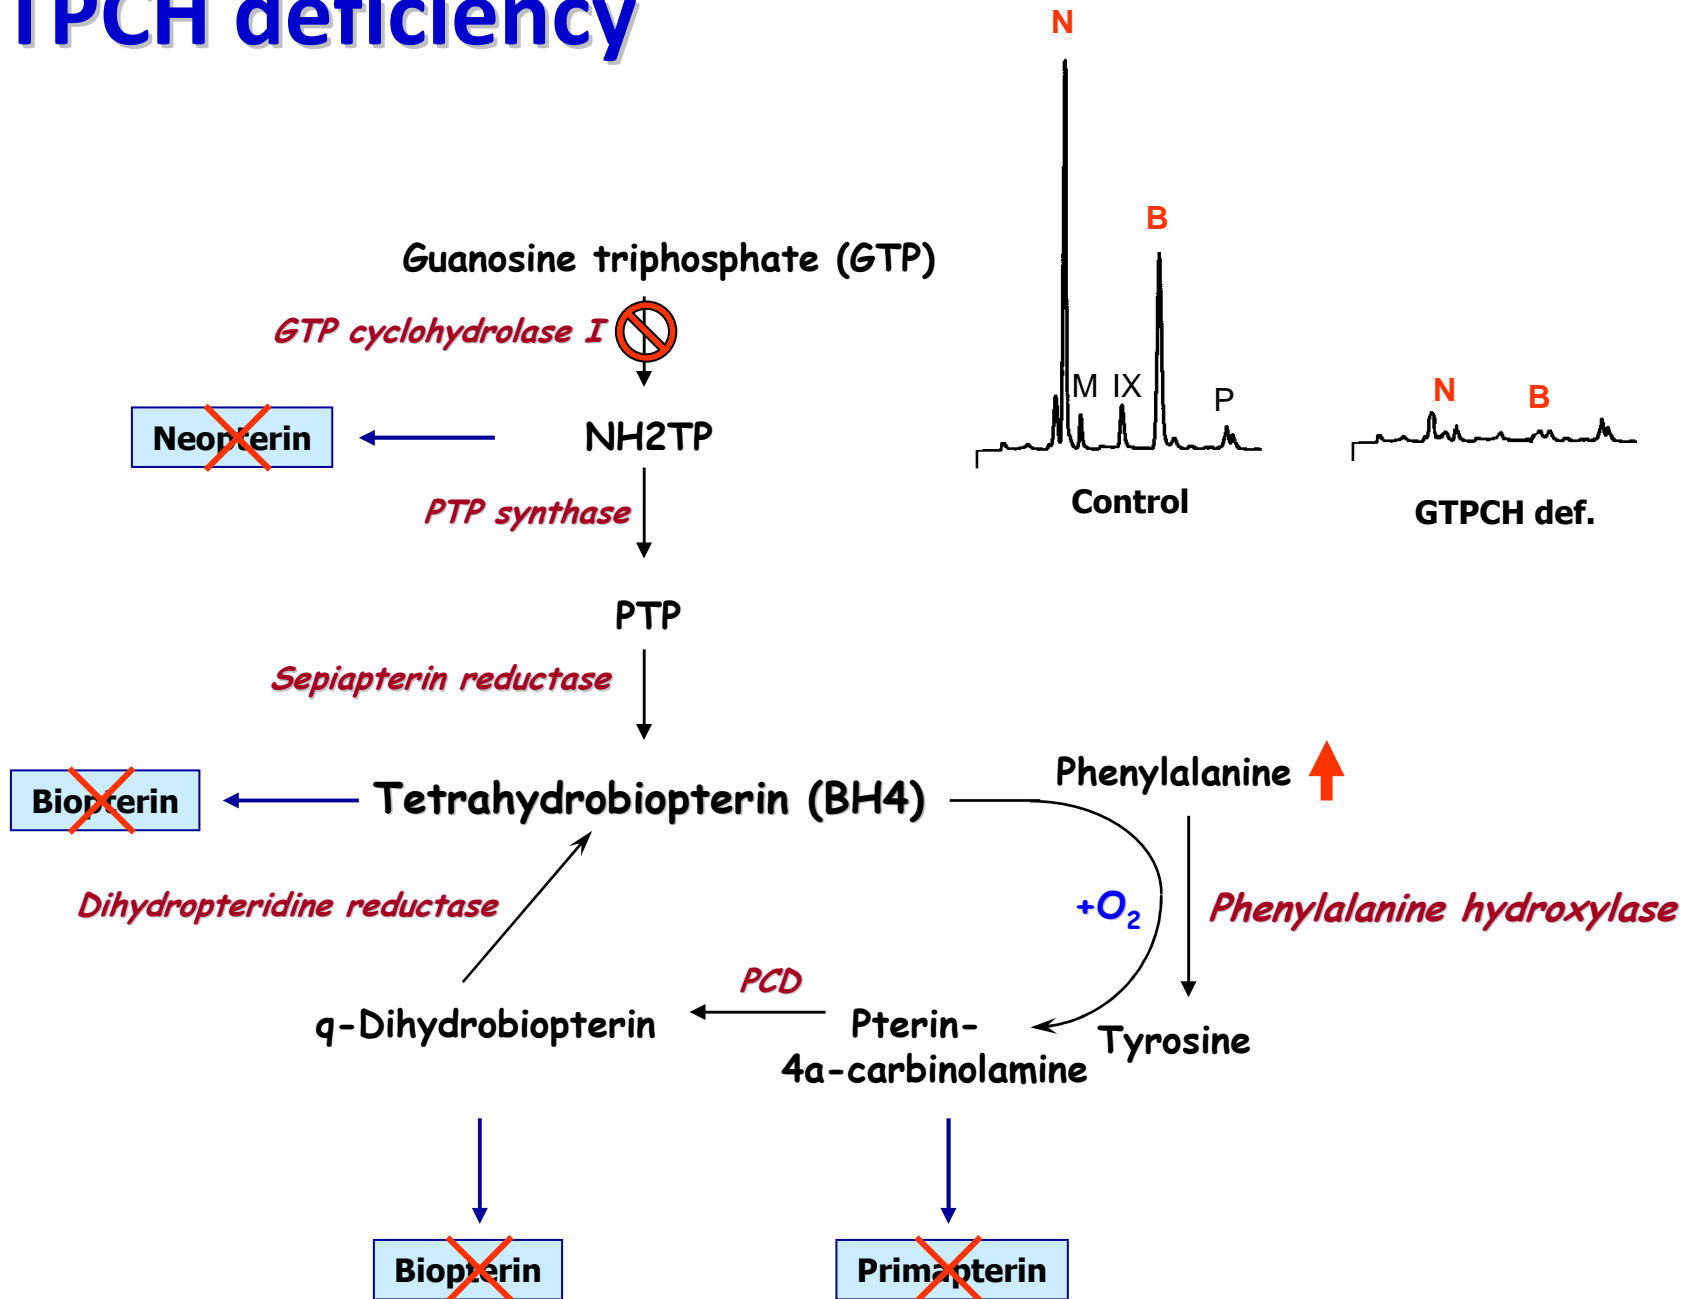 TPCH deficiency
N
B
M
IX
P
Control
N
B
GTPCH def.
Guanosine triphosphate (GTP)
GTP cyclohydrolase I
Neopterin
NH2TP
PTP synthase
PTP
Sepiapterin reductase
Biopterin
Tetrahydrobiopterin (BH4)
Phenylalanine
Dihydropteridine reductase
+O₂
Phenylalanine hydroxylase
PCD
q-Dihydrobiopterin
Pterin-
4a-carbinolamine
Tyrosine
Biopterin
Primapterin